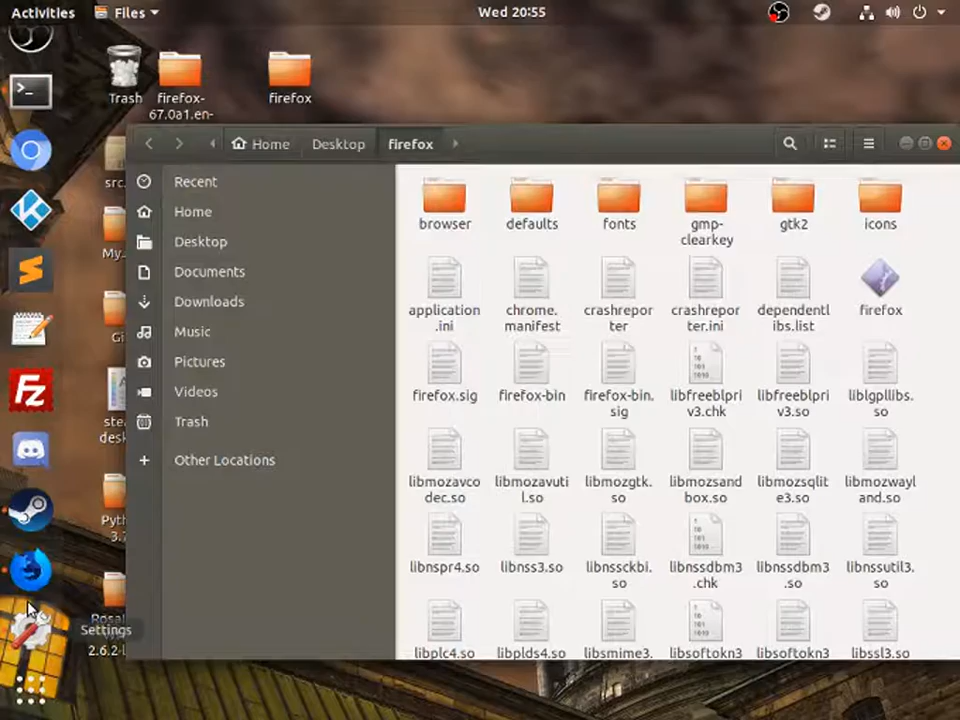 Activities
Files
Wed 20:55
Trash
firefox-
67.0a1.en-
firefox
Home
Desktop
firefox
src.
My_
Gi
stea
desk
Pyth
3.7
Rosal
2.6.2-l
Recent
Home
Desktop
Documents
Downloads
Music
Pictures
Videos
Trash
Other Locations
Settings
browser
defaults
fonts
gmp-
clearkey
gtk2
icons
application
.ini
chrome.
manifest
crashrepor
ter
crashrepor
ter.ini
dependentl
ibs.list
firefox
firefox.sig
firefox-bin
firefox-bin.
sig
libfreeblpri
v3.chk
libfreeblpri
v3.so
liblgpllibs.
so
libmozavco
dec.so
libmozavuti
l.so
libmozgtk.
so
libmozsand
box.so
libmozsqlit
e3.so
libmozwayl
and.so
libnspr4.so
libnss3.so
libnssckbi.
so
libnssdbm3
.chk
libnssdbm3
.so
libnssutil3.
so
libplc4.so
libplds4.so
libsmime3.
libsoftokn3
libsoftokn3
libssl3.so